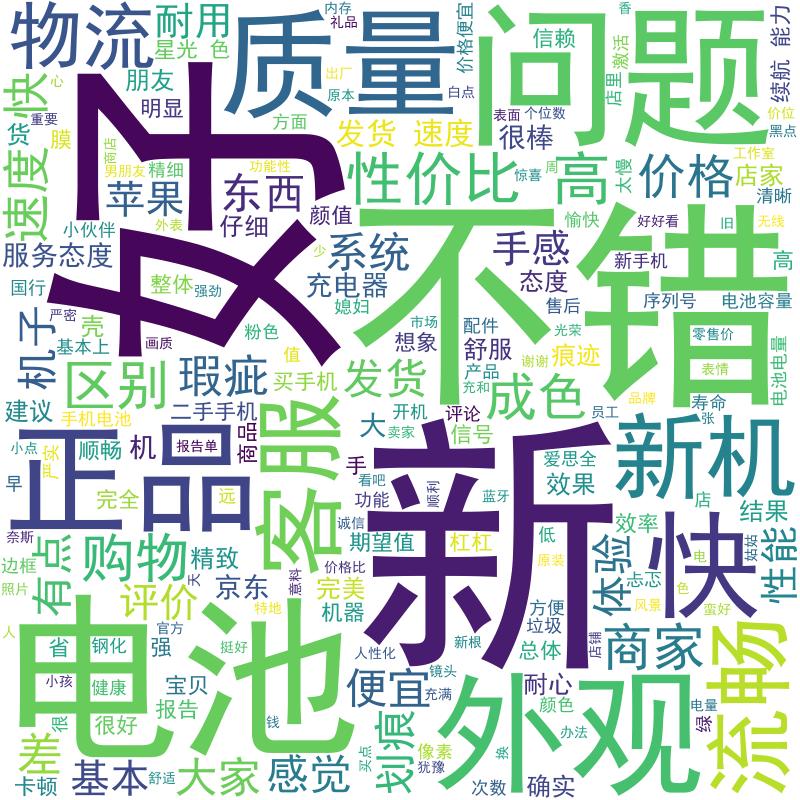 物流
耐用
质量
问题
内存
礼品
价格便宜
信赖
香
激活
店里
续航
能力
星光
色
朋友
出厂
原本
白点
快
速度
心
重要
明显
方面
发货
速度
表面
个位数
很棒
价位
黑点
好
货
膜
商店
男朋友
精细
功能性
苹果
东西
性价比
惊喜
周
高
太慢
价格
工作室
店家
清晰
仔细
颜值
小伙伴
外表
少
不错
愉快
好好看
旧
无线
服务态度
系统
手感
新手机
高
国行
严密
整体
强劲
充电器
态度
售后
序列号
电池容量
机子
壳
基本上
画质
粉色
媳妇
值
市场
想象
配件
舒服
光荣
痕迹
零售价
电池电量
区别
瑕疵
买手机
发货
产品
谢谢
充和
成色
表情
建议
手机电池
二手手机
商品
开机
卖家
评论
信号
大
员工
品牌
寿命
张
正品
小点
严实
顺畅
机
报告单
客服
手
看吧
功能
顺利
新
爱思全
效果
新机
早
完全
远
诚信
蓝牙
店
结果
奈斯
有点
购物
精致
期望值
杠杠
低
原装
效率
快
电
姑姑
性能
边框
照片
天
京东
价格比
意料
完美
体验
忐忑
色
风景
蛮好
人
评价
特地
机器
方便
垃圾
电池
省
钢化
强
官方
挺好
人性化
新根
总体
店铺
商家
流畅
小孩
健康
宝贝
钱
便宜
镜头
充满
外观
耐心
颜色
电量
绿
很
很好
报告
差
卡顿
基本
舒适
大家
感觉
划痕
买点
像素
犹豫
换
办法
次数
确实